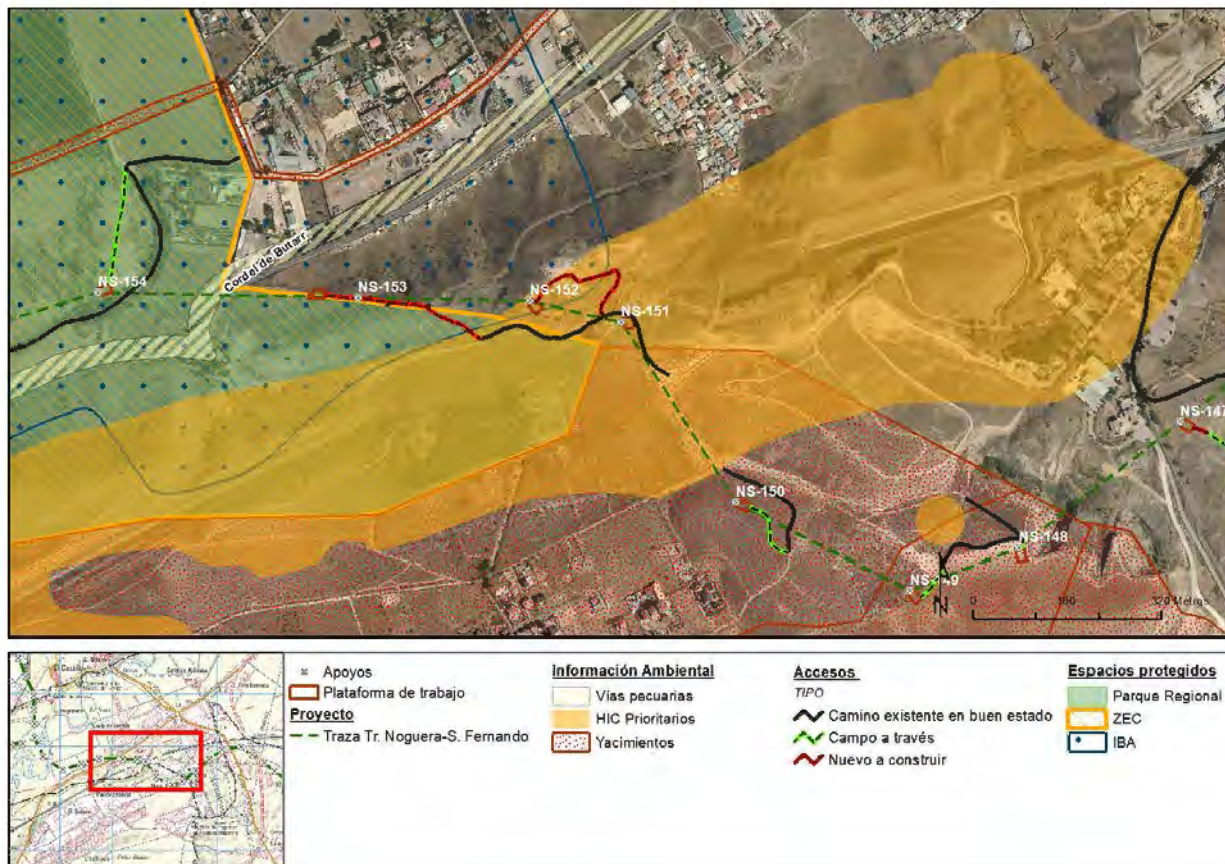 NS-154
Cordel de Butarr.
NS-153
NS-152
NS-151
NS-147
NS-150
NS-148
N
0
Metros
Apoyos
Plataforma de trabajo
Proyecto
Traza Tr. Noguera-S. Fernando
Información Ambiental
Vías pecuarias
HIC Prioritarios
Yacimientos
Accesos
TIPO
Camino existente en buen estado
Campo a través
Nuevo a construir
Espacios protegidos
Parque Regional
ZEC
IBA